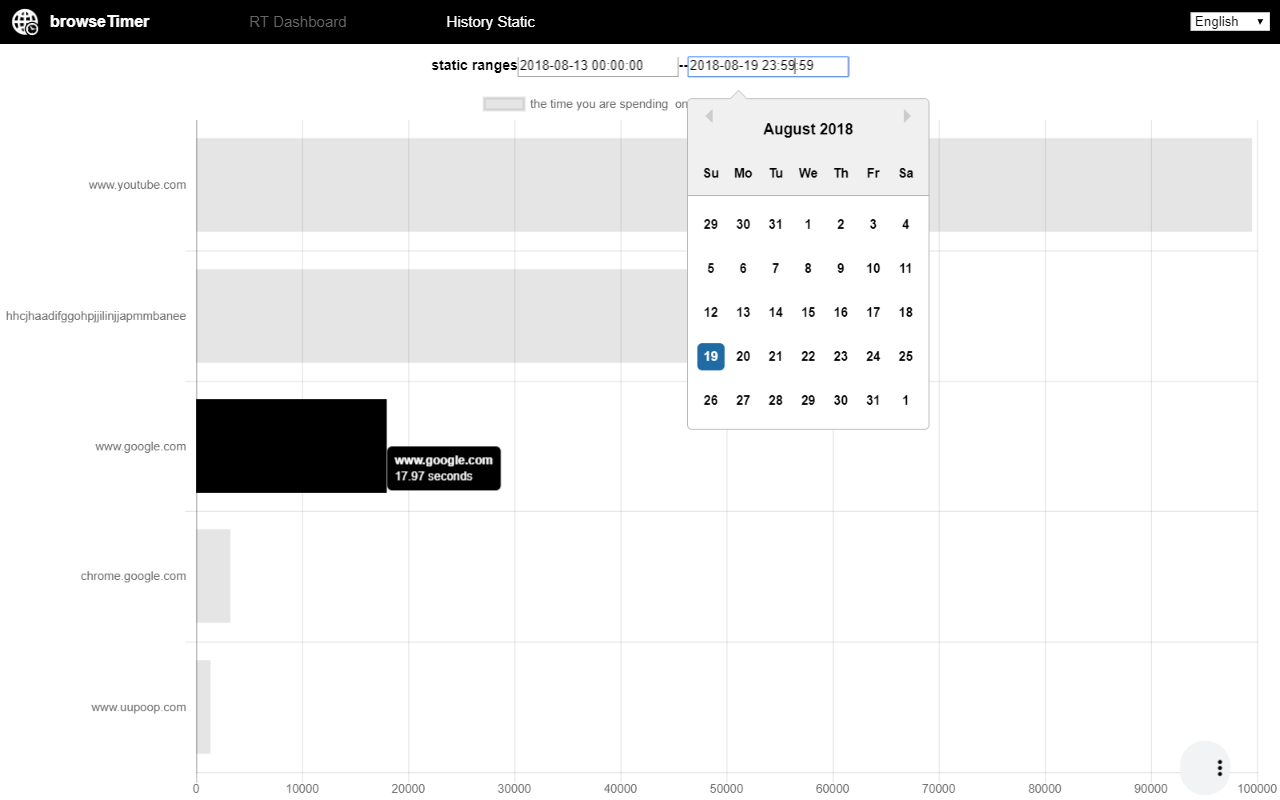 browseTimer RT Dashboard History Static English
static ranges 2018-08-13 00:00:00 -- 2018-08-19 23:59:59
the time you are spending on
August 2018
Su Mo Tu We Th Fr Sa
29 30 31 1 2 3 4
5 6 7 8 9 10 11
12 13 14 15 16 17 18
19 20 21 22 23 24 25
26 27 28 29 30 31 1
www.youtube.com
hhcjhaadifggohpjjilinjjapmmbanee
www.google.com
www.google.com
17.97 seconds
chrome.google.com
www.uupoop.com
0 10000 20000 30000 40000 50000 60000 70000 80000 90000 100000